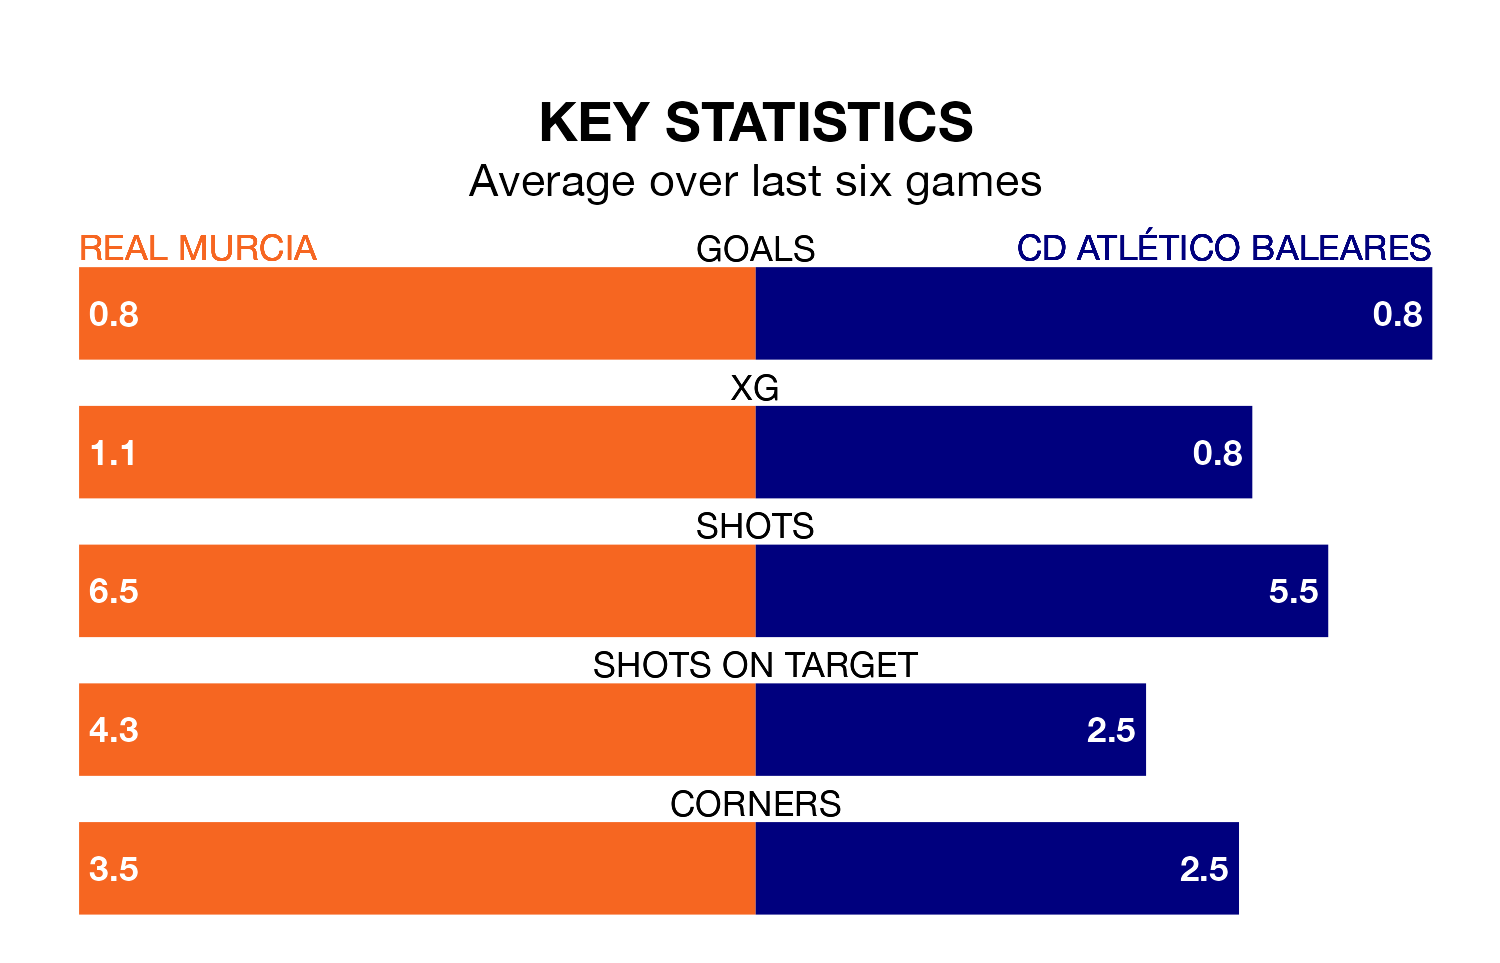 KEY STATISTICS
Average over last six games
REAL MURCIA GOALS CD ATLÉTICO BALEARES
0.8 0.8
XG
1.1 0.8
SHOTS
6.5 5.5
SHOTS ON TARGET
4.3 2.5
CORNERS
3.5 2.5